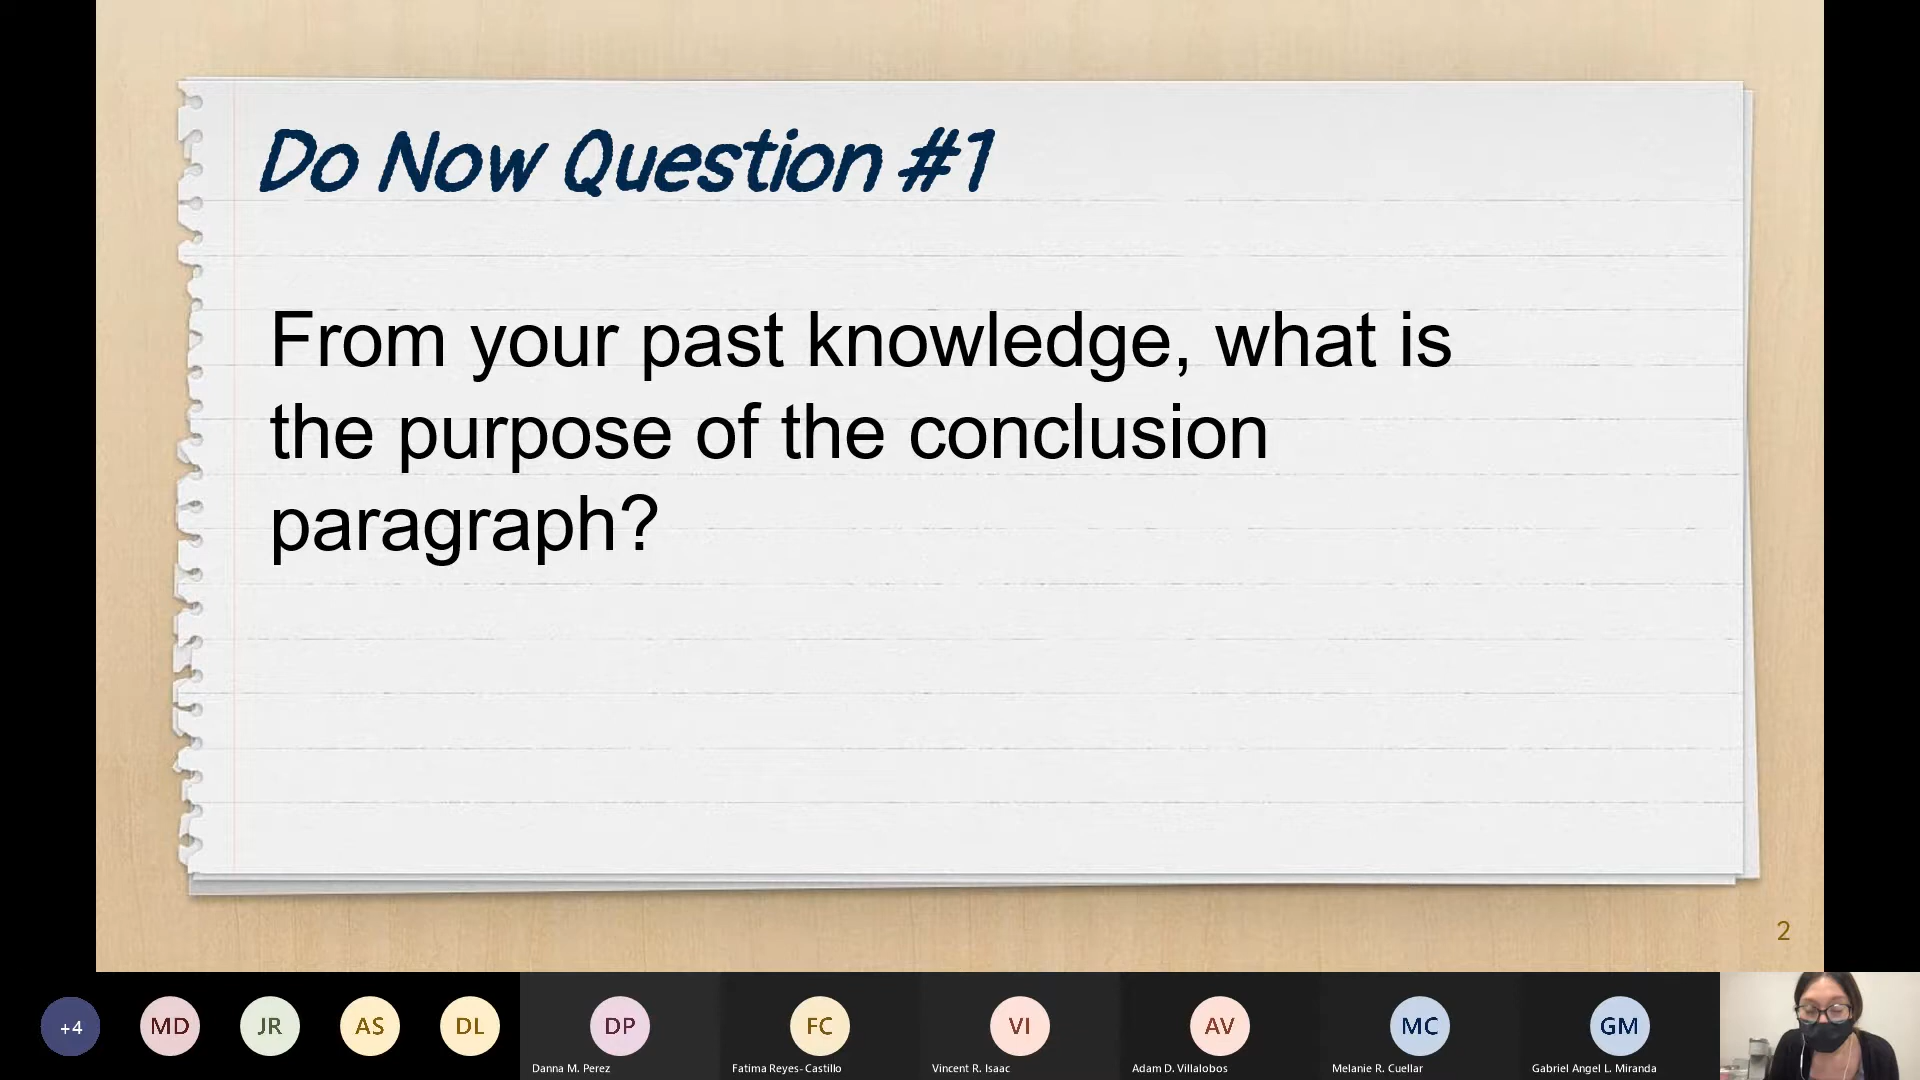 Do Now Question #1
From your past knowledge, what is
the purpose of the conclusion
paragraph?
2
+4
MD
JR
AS
DL
DP
FC
VI
AV
MC
GM
Danna M. Perez
Fatima Reyes-Castillo
Vincent R. Isaac
Adam D. Villalobos
Melanie R. Cuellar
Gabriel Angel L. Miranda